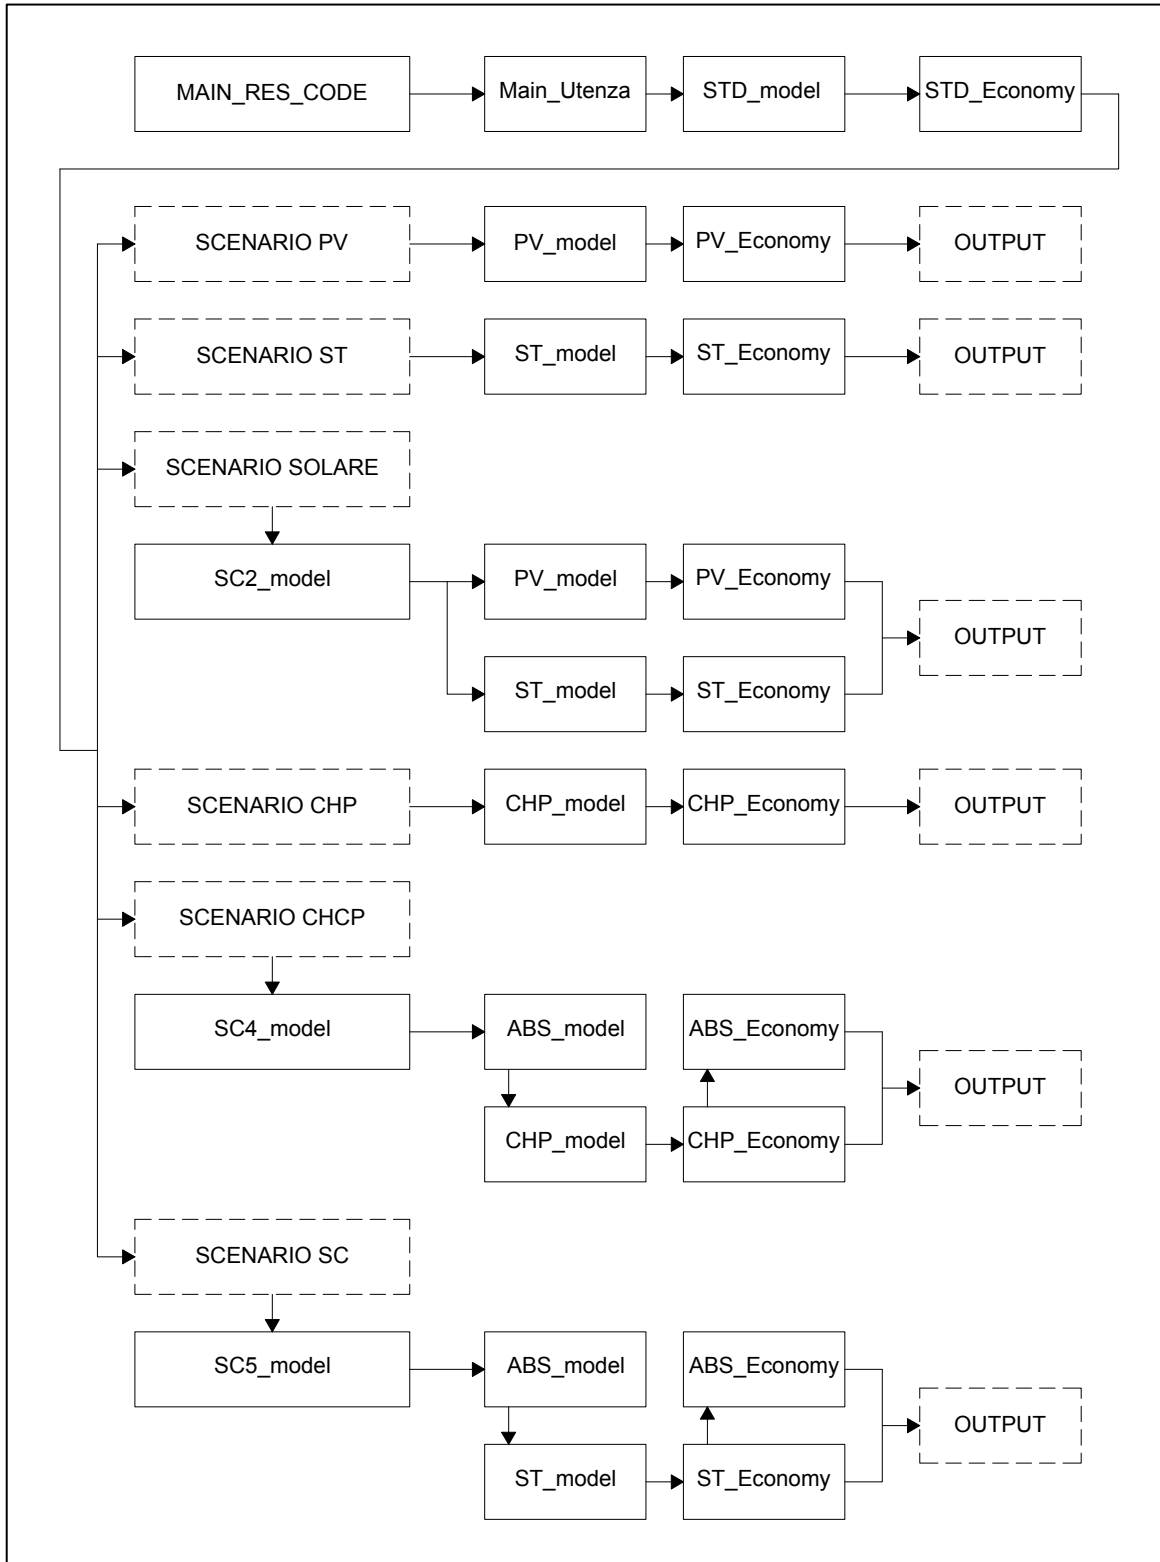 MAIN_RES_CODE
Main_Utenza
STD_model
STD_Economy
SCENARIO PV
PV_model
PV_Economy
OUTPUT
SCENARIO ST
ST_model
ST_Economy
OUTPUT
SCENARIO SOLARE
SC2_model
PV_model
PV_Economy
OUTPUT
ST_model
ST_Economy
SCENARIO CHP
CHP_model
CHP_Economy
OUTPUT
SCENARIO CHCP
SC4_model
ABS_model
ABS_Economy
OUTPUT
CHP_model
CHP_Economy
SCENARIO SC
SC5_model
ABS_model
ABS_Economy
OUTPUT
ST_model
ST_Economy